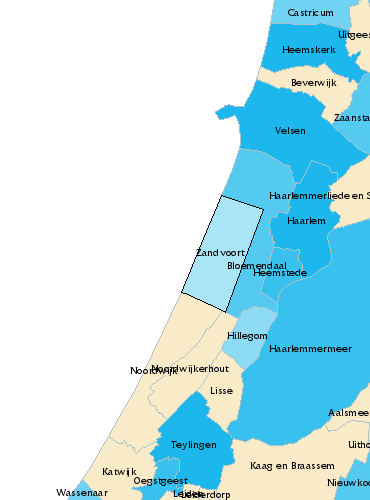 Castricum
Uitgees
Heemskerk
Beverwijk
Zaansta
Velsen
Haarlemmerliede en S
Haarlem
Zandvoort
Bloemendaal
Heemstede
Hillegom
Haarlemmermeer
Noordwijkerhout
Noordwijk
Lisse
Aalsmee
Teylingen
Uitho
Kaag en Braassem
Katwijk
Oegstgeest
Nieuwkoo
Wassenaar
Leiden
Leiderdorp